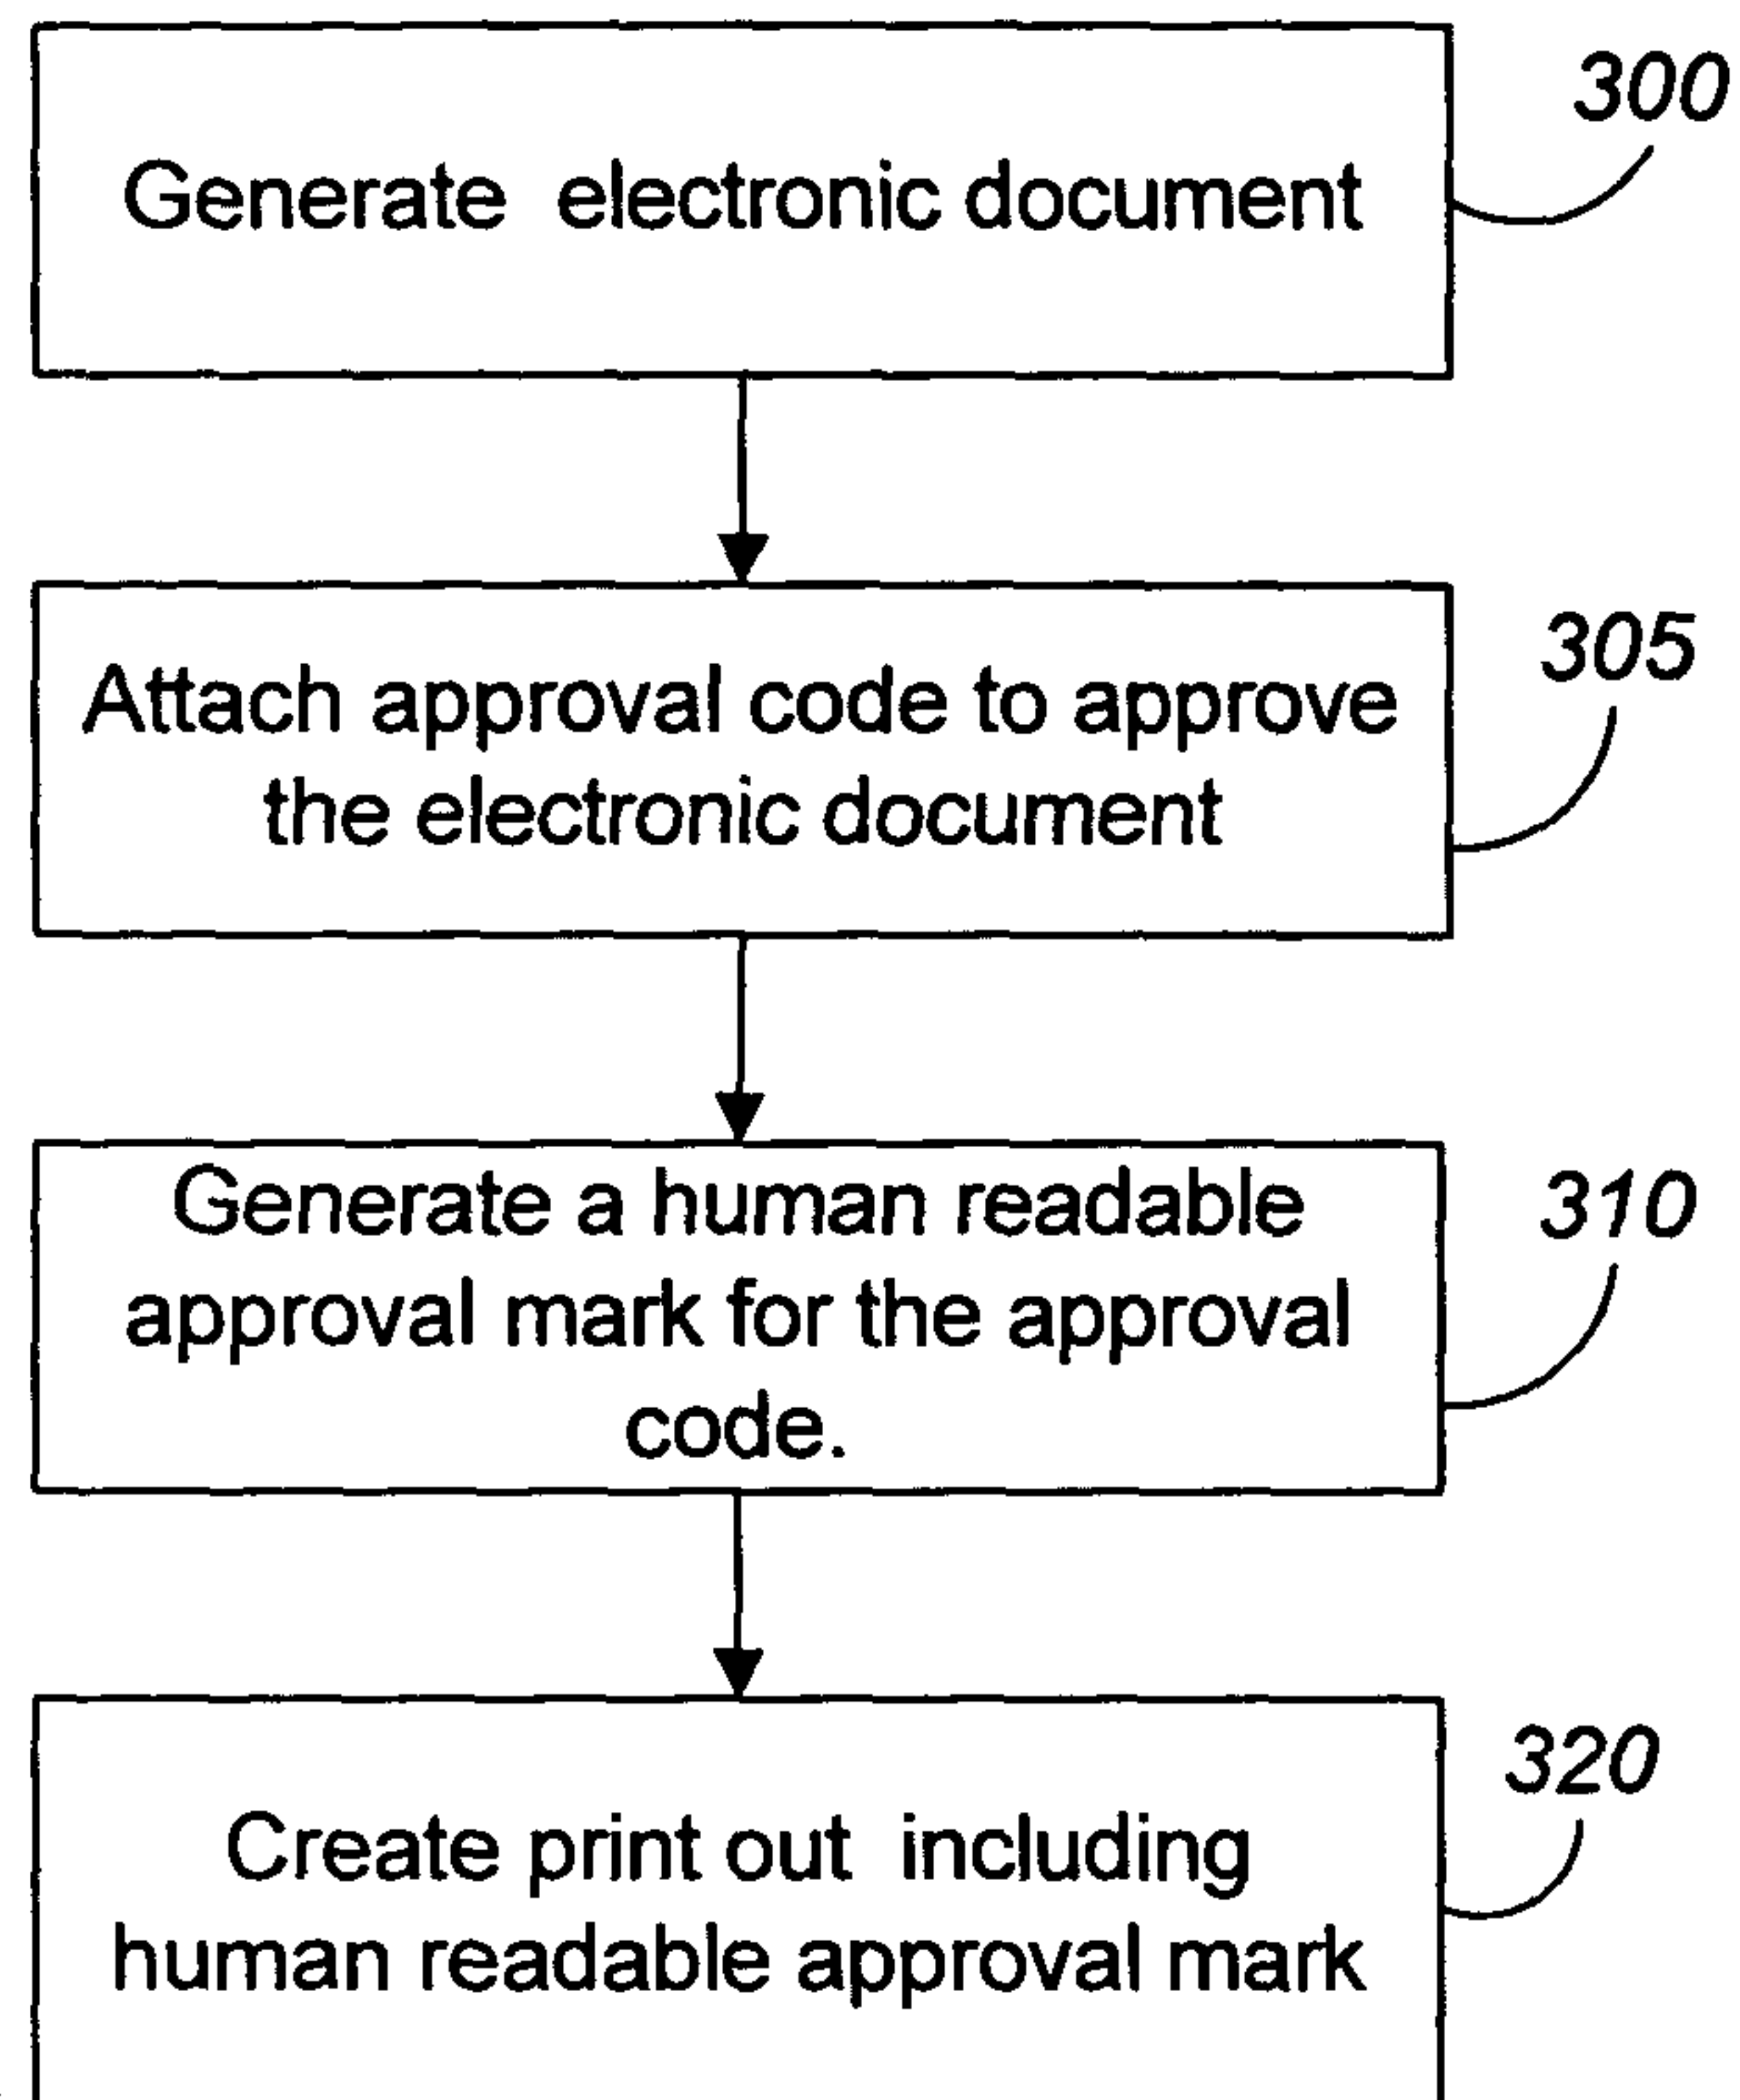 300
Generate electronic document
305
Attach approval code to approve
the electronic document
310
Generate a human readable
approval mark for the approval
code.
320
Create print out including
human readable approval mark